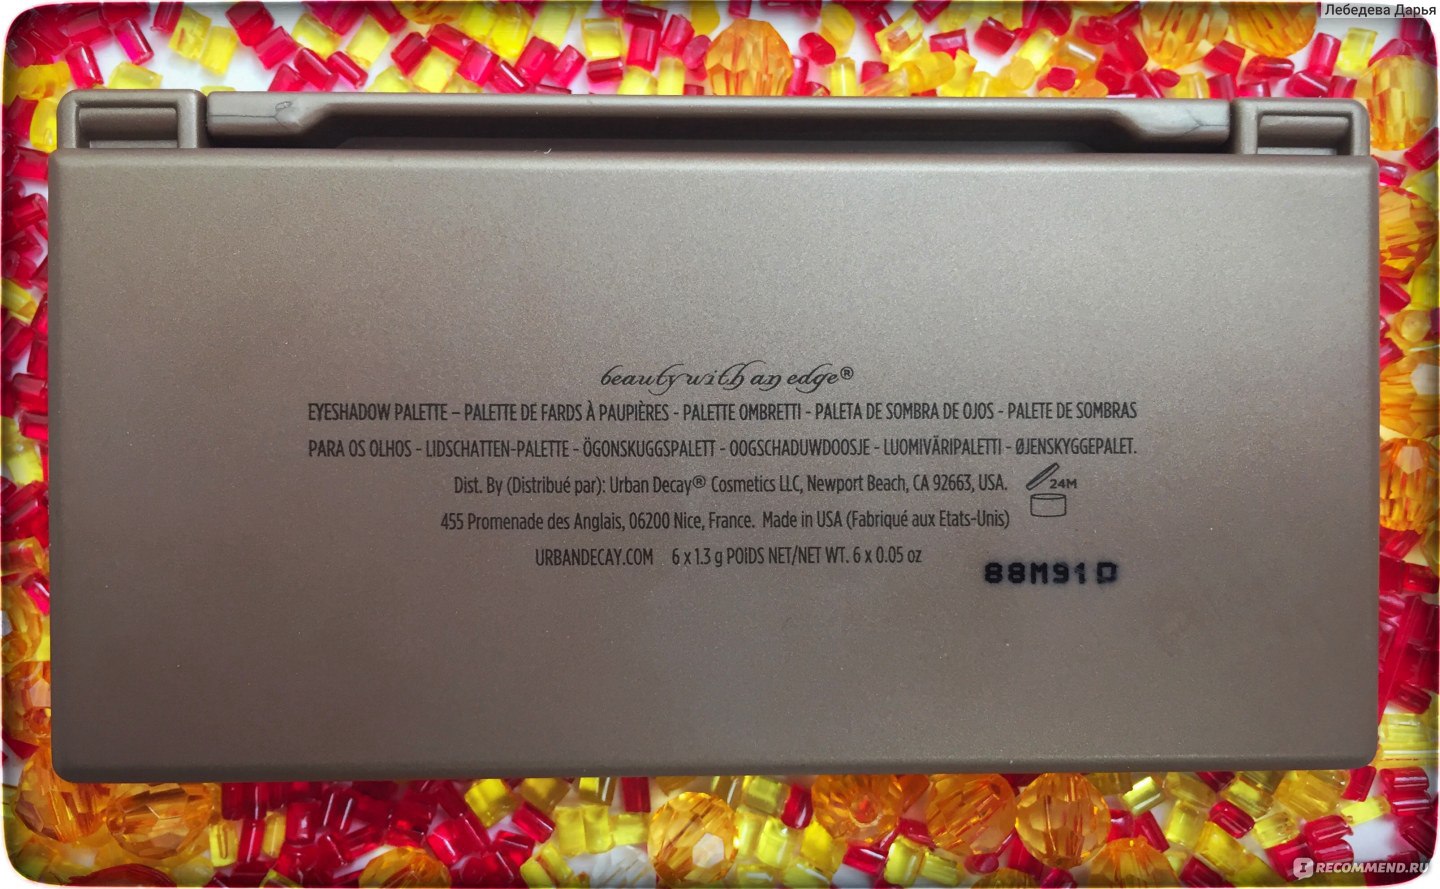 Лебедева Дарья
beauty with an edge®
EYESHADOW PALETTE – PALETTE DE FARDS À PAUPIÈRES - PALETTE OMBRETTI - PALETA DE SOMBRA DE OJOS - PALETE DE SOMBRAS
PARA OS OLHOS - LIDSCHATTEN-PALETTE - ÖGONSKUGGSPALETT - OOGSCHADUWDOOSJE - LUOMIVÄRIPALETTI - ØJENSKYGGEPALET.
Dist. By (Distribué par): Urban Decay® Cosmetics LLC, Newport Beach, CA 92663, USA.
24M
455 Promenade des Anglais, 06200 Nice, France. Made in USA (Fabriqué aux Etats-Unis)
URBANDECAY.COM 6 x 1.3 g POIDS NET/NET WT. 6 x 0.05 oz
88M91D
IRECOMMEND.RU